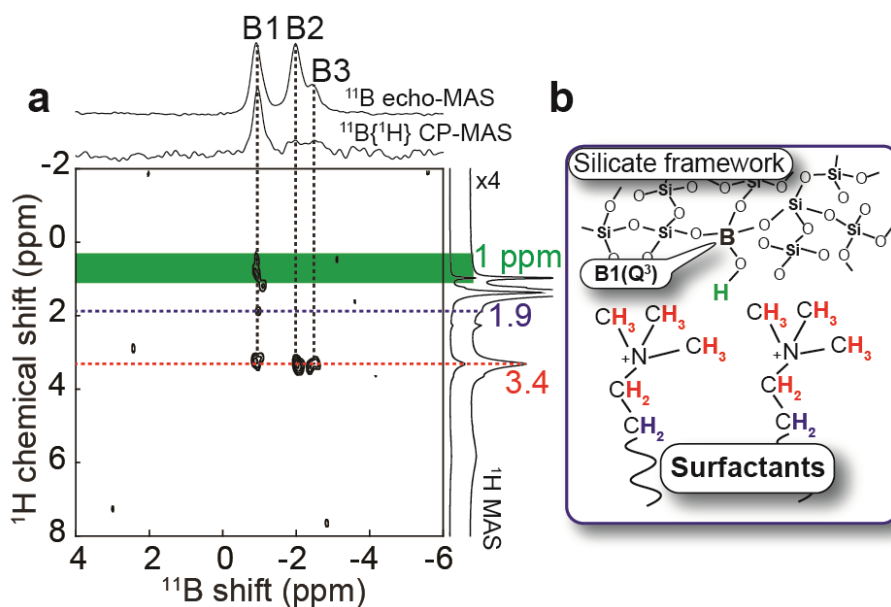 a
B1 B2
B3
¹¹B echo-MAS
¹¹B{¹H} CP-MAS
x4
-2
0
2
4
6
8
¹H chemical shift (ppm)
1 ppm
1.9
3.4
¹H MAS
4 2 0 -2 -4 -6
¹¹B shift (ppm)
b
Silicate framework
O Si O O Si O Si O
O Si O Si O B O Si O Si O
O O O O Si O
B1(Q³)
O
H
CH₃ CH₃ CH₃ CH₃
+N CH₃ +N CH₃
CH₂ CH₂
CH₂ CH₂
Surfactants